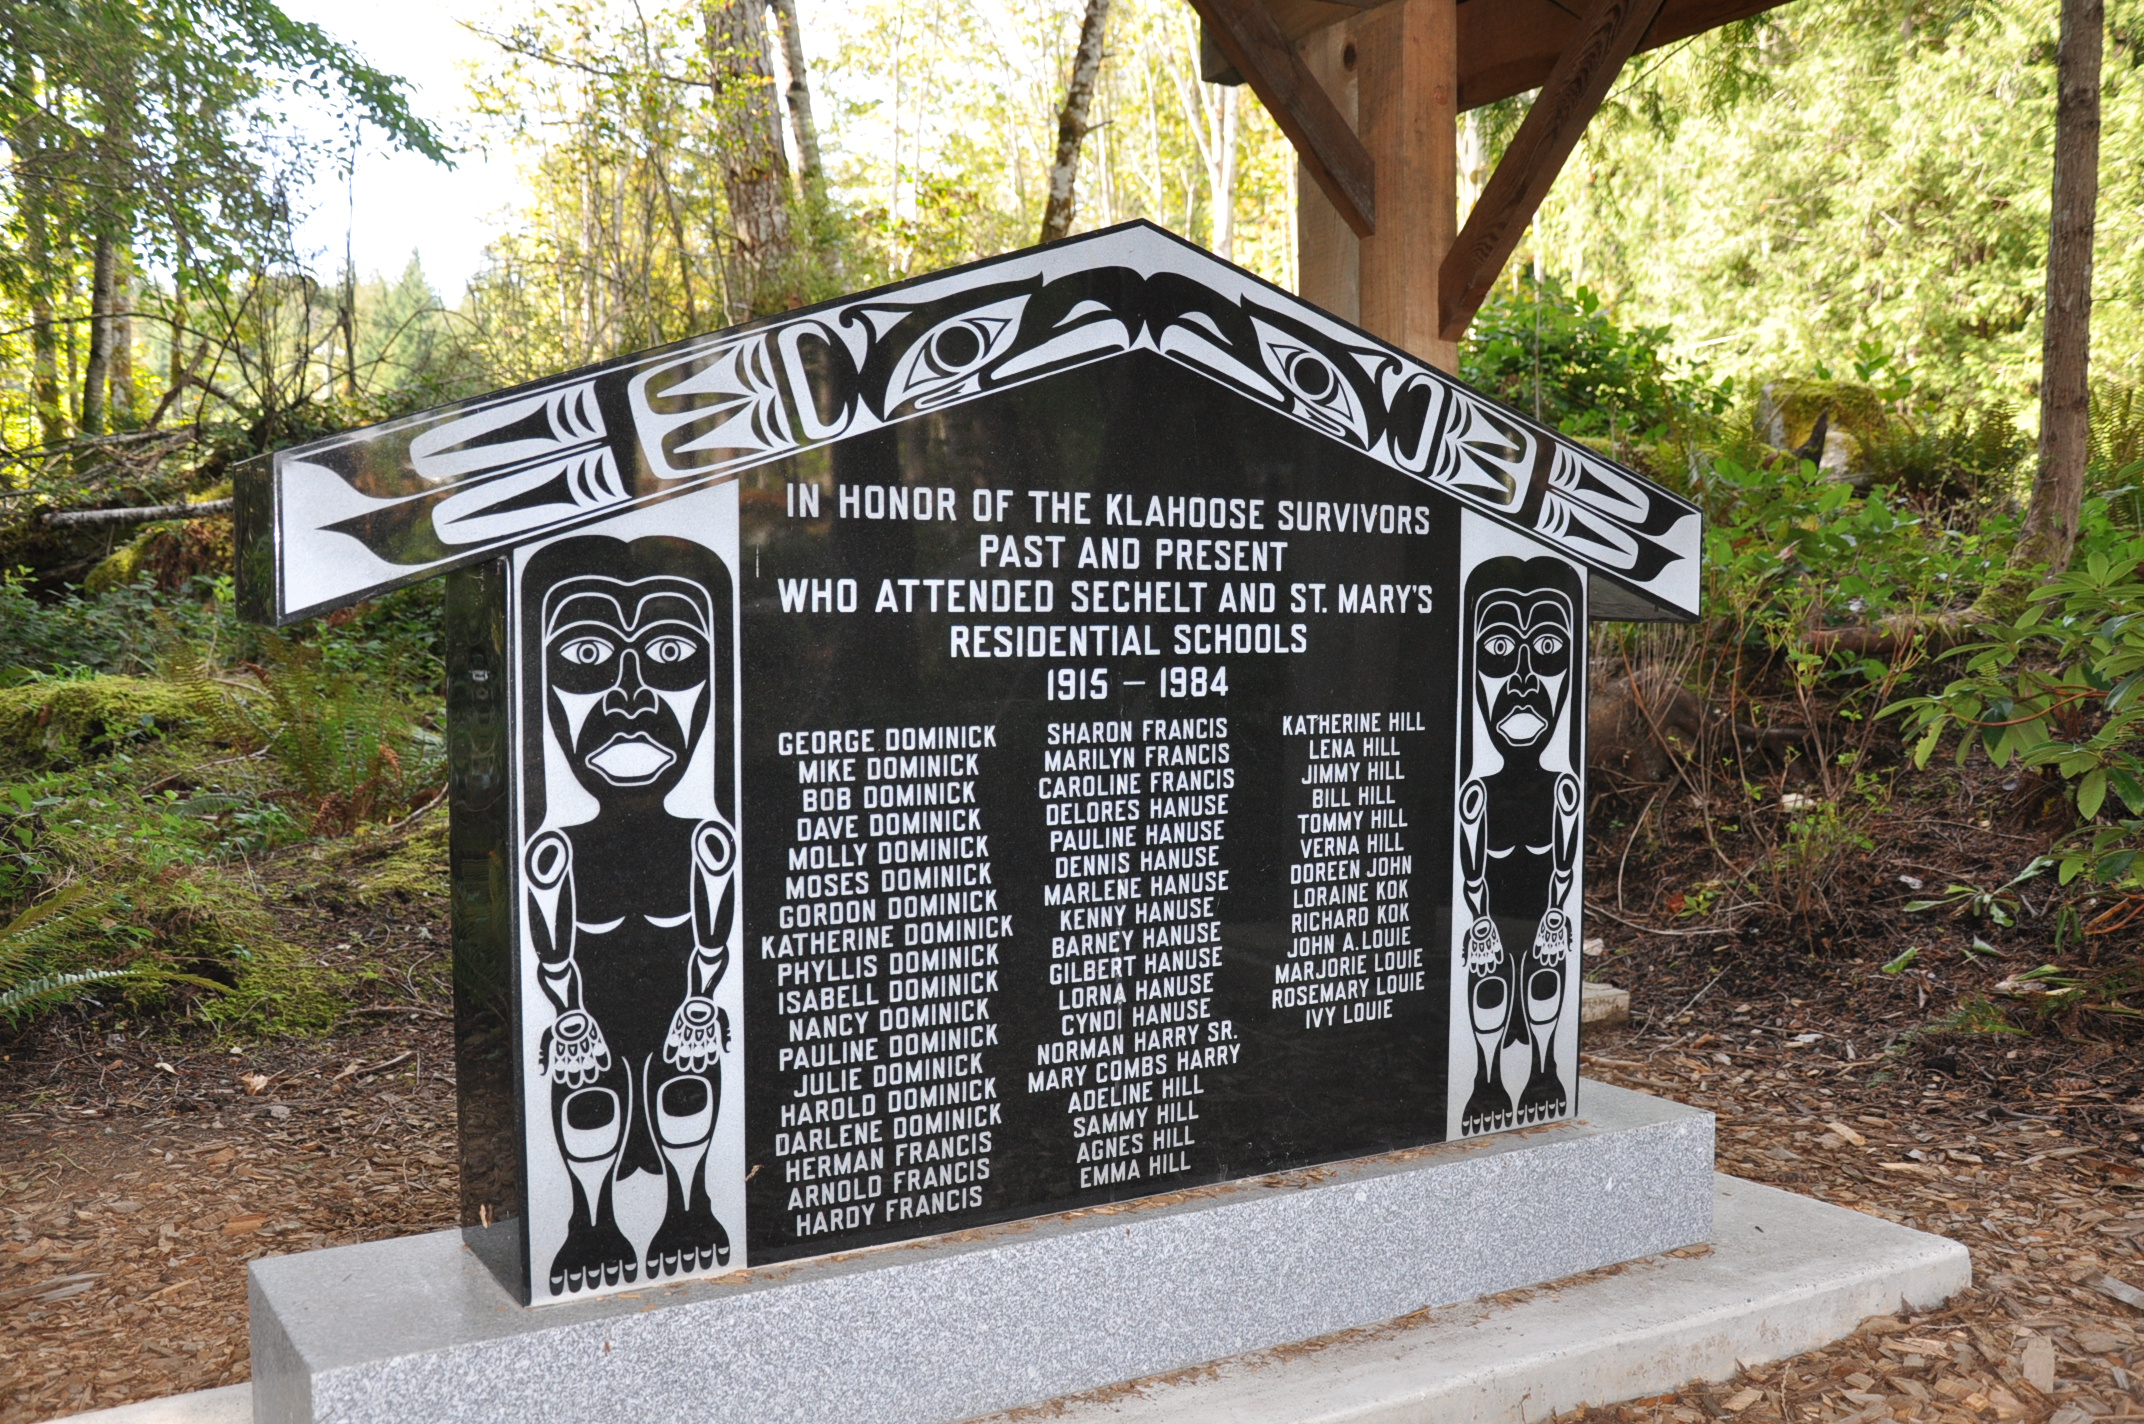 IN HONOR OF THE KLAHOOSE SURVIVORS
PAST AND PRESENT
WHO ATTENDED SECHELT AND ST. MARY'S
RESIDENTIAL SCHOOLS
1915 – 1984
GEORGE DOMINICK
MIKE DOMINICK
BOB DOMINICK
DAVE DOMINICK
MOLLY DOMINICK
MOSES DOMINICK
GORDON DOMINICK
KATHERINE DOMINICK
PHYLLIS DOMINICK
ISABELL DOMINICK
NANCY DOMINICK
PAULINE DOMINICK
JULIE DOMINICK
HAROLD DOMINICK
DARLENE DOMINICK
HERMAN FRANCIS
ARNOLD FRANCIS
HARDY FRANCIS
SHARON FRANCIS
MARILYN FRANCIS
CAROLINE FRANCIS
DELORES HANUSE
PAULINE HANUSE
DENNIS HANUSE
MARLENE HANUSE
KENNY HANUSE
BARNEY HANUSE
GILBERT HANUSE
LORNA HANUSE
CYNDI HANUSE
NORMAN HARRY SR.
MARY COMBS HARRY
ADELINE HILL
SAMMY HILL
AGNES HILL
EMMA HILL
KATHERINE HILL
LENA HILL
JIMMY HILL
BILL HILL
TOMMY HILL
VERNA HILL
DOREEN JOHN
LORAINE KOK
RICHARD KOK
JOHN A. LOUIE
MARJORIE LOUIE
ROSEMARY LOUIE
IVY LOUIE